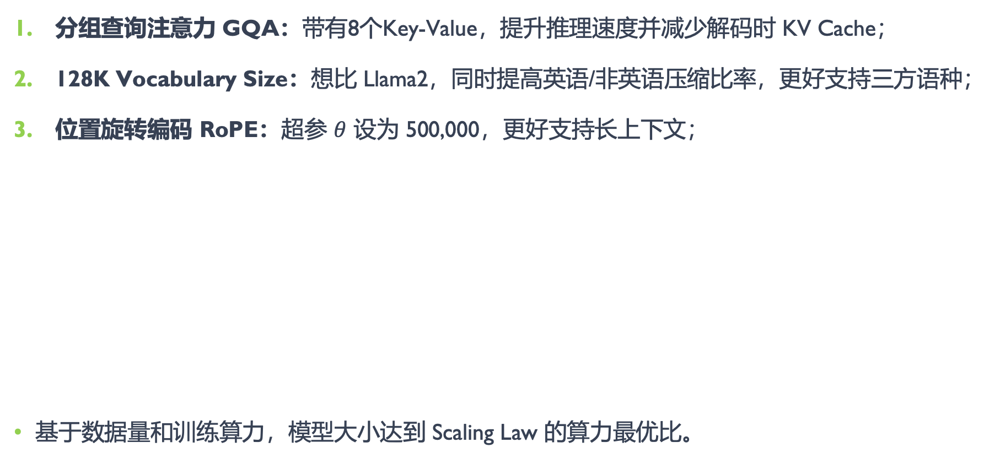 1. 分组查询注意力 GQA：带有8个Key-Value，提升推理速度并减少解码时 KV Cache；
2. 128K Vocabulary Size：想比 Llama2，同时提高英语/非英语压缩比率，更好支持三方语种；
3. 位置旋转编码 RoPE：超参 θ 设为 500,000，更好支持长上下文；
• 基于数据量和训练算力，模型大小达到 Scaling Law 的算力最优比。